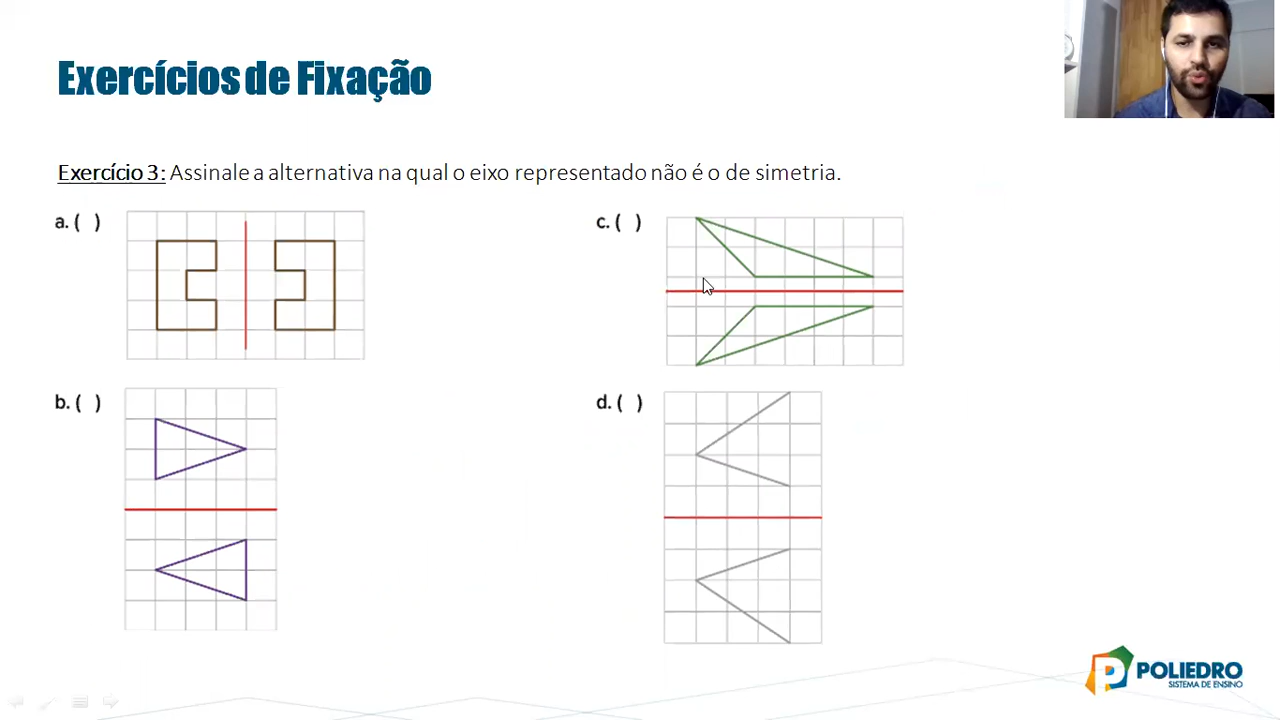 Exercícios de Fixação
Exercício 3: Assinale a alternativa na qual o eixo representado não é o de simetria.
a. ( )
c. ( )
b. ( )
d. ( )
POLIEDRO
SISTEMA DE ENSINO